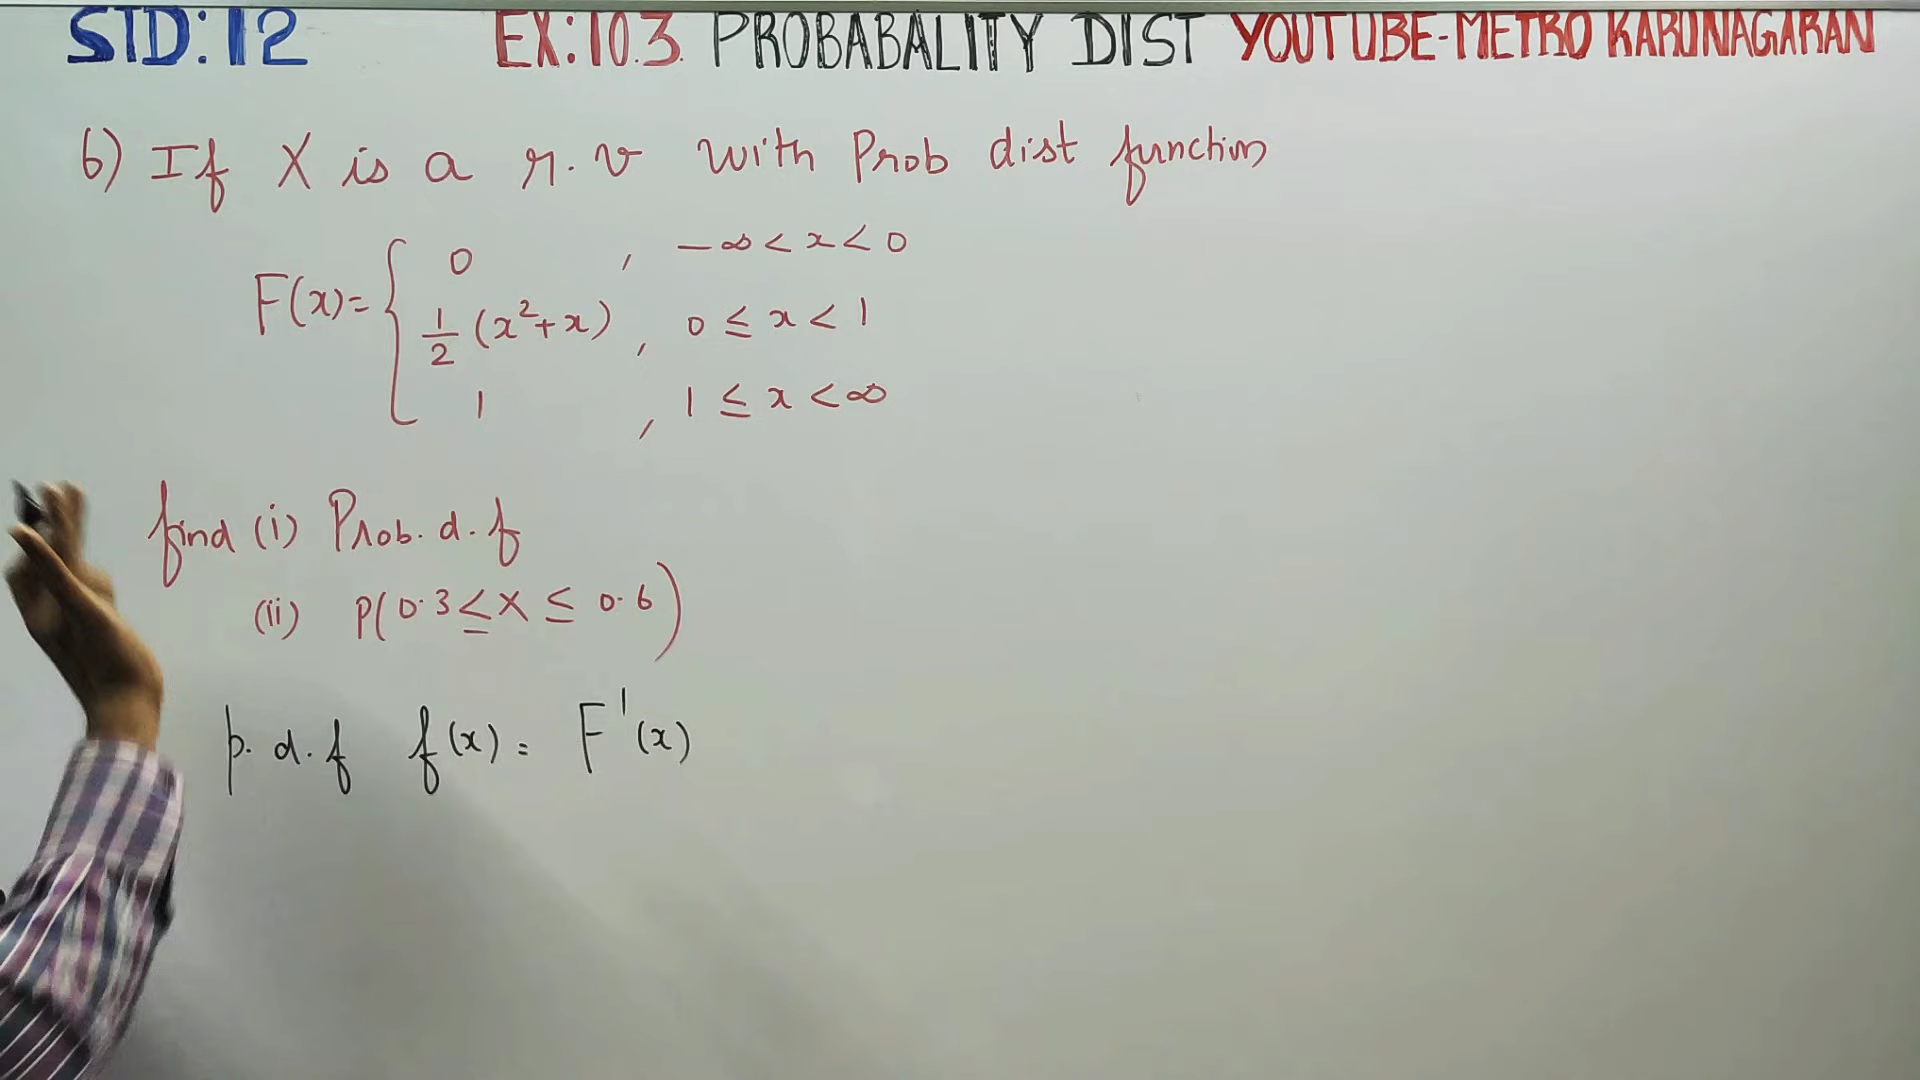 STD:12 EX:10.3 PROBABALITY DIST YOUTUBE-METRO KARUNAGARAN
6) If X is a r.v with Prob dist function
F(x)= { 0 , -∞ < x < 0
1/2 (x²+x) , 0 ≤ x < 1
1 , 1 ≤ x < ∞
find (i) Prob. d. f
(ii) P(0.3 ≤ X ≤ 0.6)
p. d. f f(x) = F'(x)